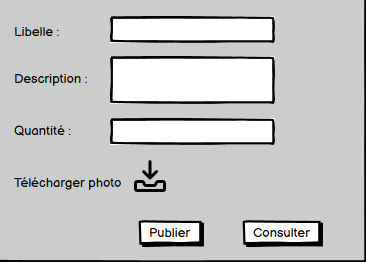 Libelle :
Description :
Quantité :
Télécharger photo
Publier
Consulter